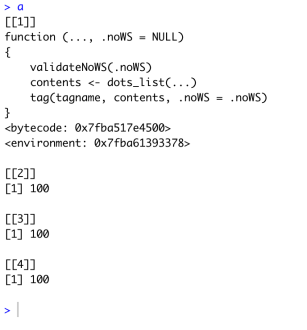 > a
[[1]]
function (..., .noWS = NULL)
{
    validateNoWS(.noWS)
    contents <- dots_list(...)
    tag(tagname, contents, .noWS = .noWS)
}
<bytecode: 0x7fba517e4500>
<environment: 0x7fba61393378>

[[2]]
[1] 100

[[3]]
[1] 100

[[4]]
[1] 100

>